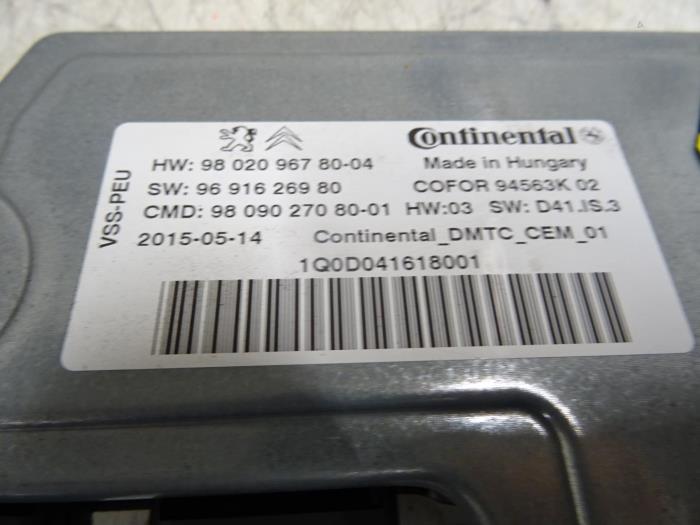 Continental
HW: 98 020 967 80-04 Made in Hungary
SW: 96 916 269 80 COFOR 94563K 02
CMD: 98 090 270 80-01 HW:03 SW: D41.IS.3
2015-05-14 Continental_DMTC_CEM_01
1Q0D041618001
VSS-PEU